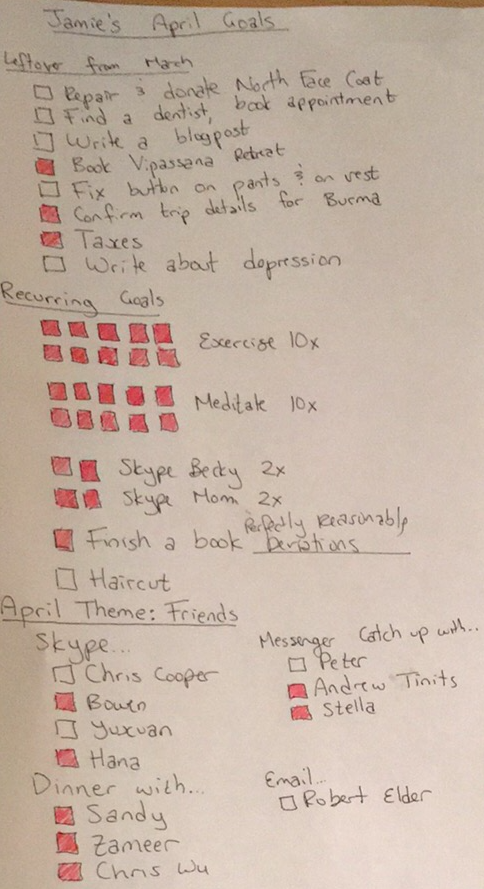 Jamie's April Goals
Leftover from March
Repair & donate North Face Coat
Find a dentist, book appointment
Write a blogpost
Book Vipassana Retreat
Fix button on pants & on vest
Confirm trip details for Burma
Taxes
Write about depression
Recurring Goals
Exercise 10x
Meditate 10x
Skype Becky 2x
Skype Mom 2x
Perfectly Reasonable
Finish a book Deviations
Haircut
April Theme: Friends
Skype...
Chris Cooper
Bowen
Yuxuan
Hana
Dinner with...
Sandy
Zameer
Chris Wu
Messenger Catch up with...
Peter
Andrew Tinits
Stella
Email...
Robert Elder